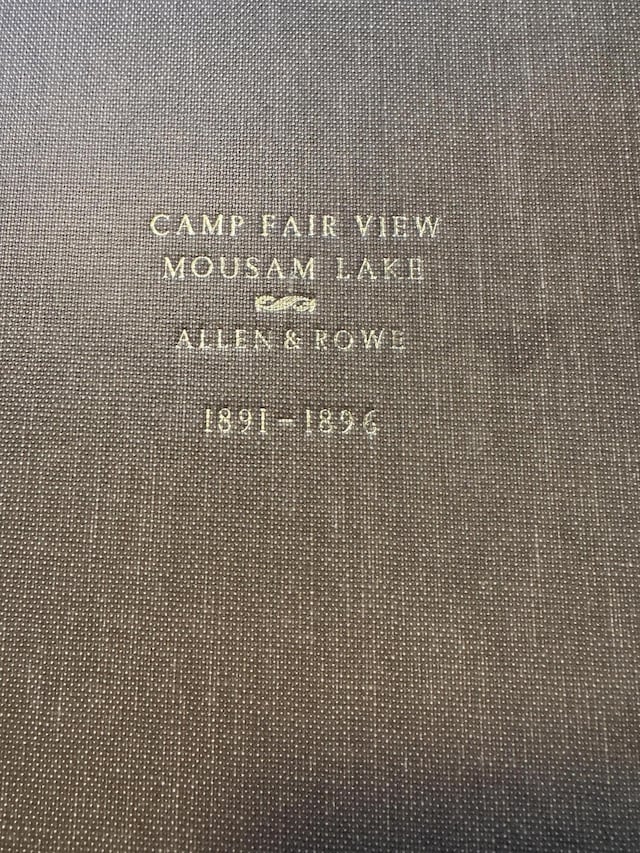 CAMP FAIR VIEW
MOUSAM LAKE
ALLEN & ROWE
1891–1896